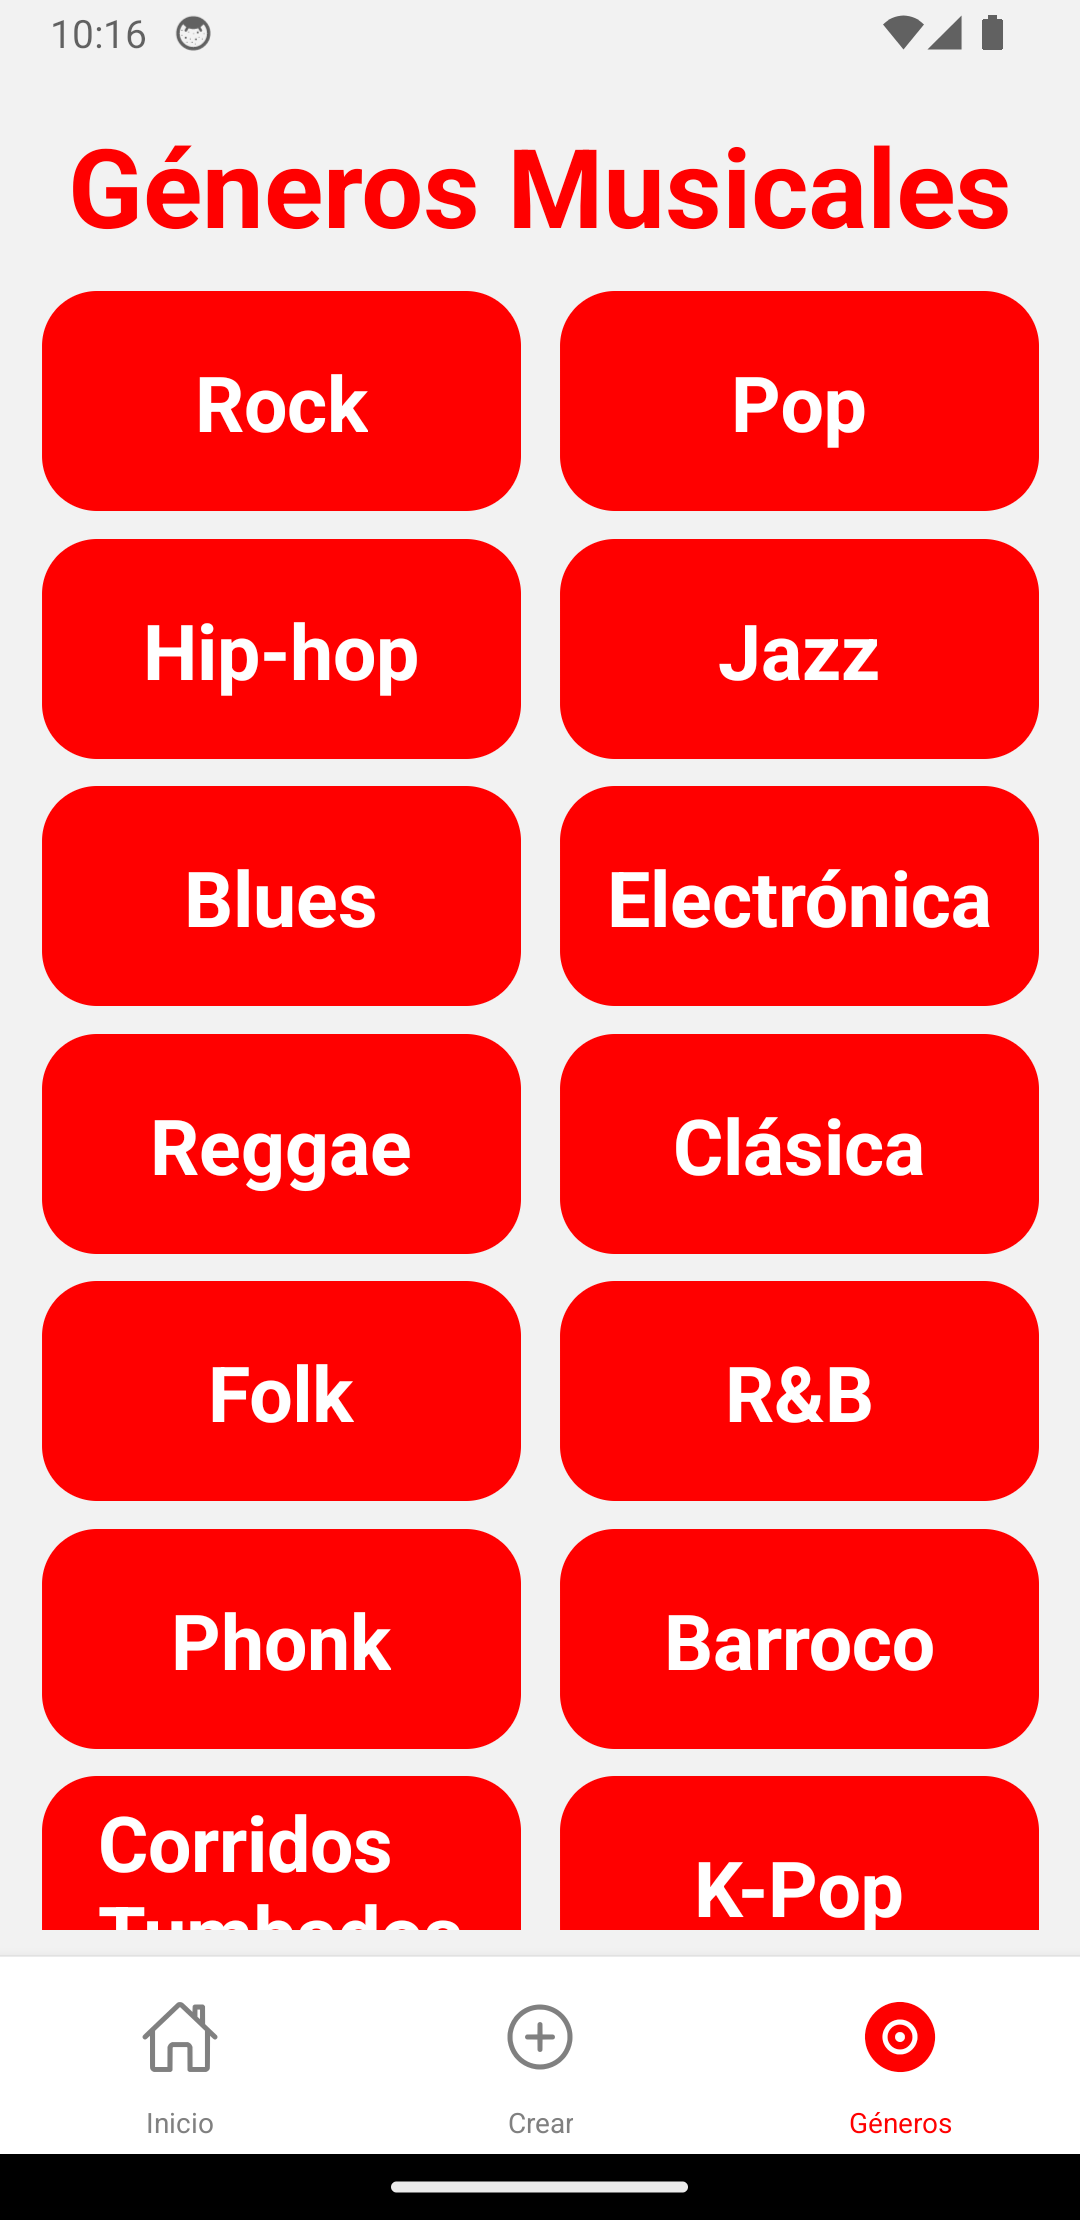 10:16
Géneros Musicales
Rock
Pop
Hip-hop
Jazz
Blues
Electrónica
Reggae
Clásica
Folk
R&B
Phonk
Barroco
Corridos
Tumbados
K-Pop
Inicio
Crear
Géneros